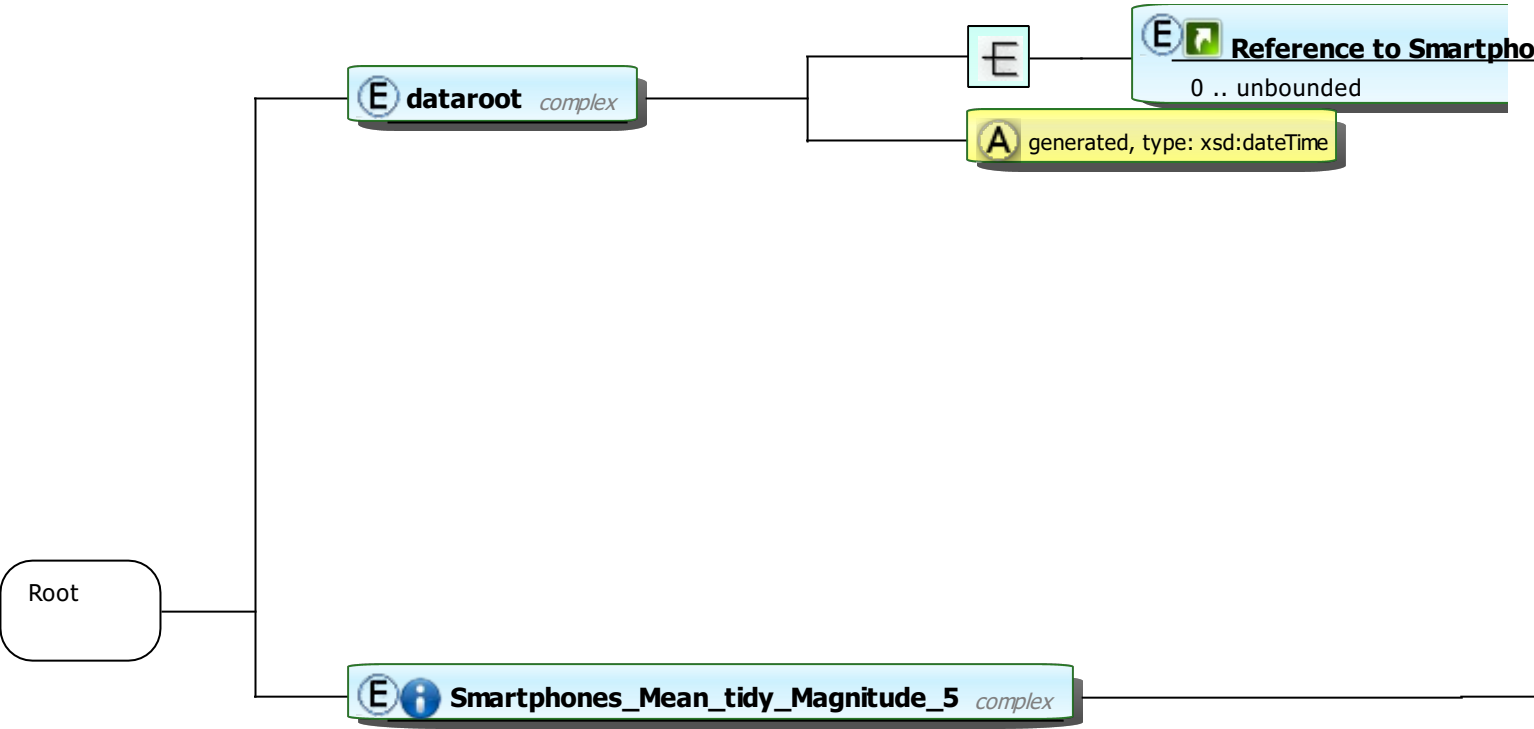 E Reference to Smartpho
0 .. unbounded
E dataroot complex
A generated, type: xsd:dateTime
Root
E i Smartphones_Mean_tidy_Magnitude_5 complex